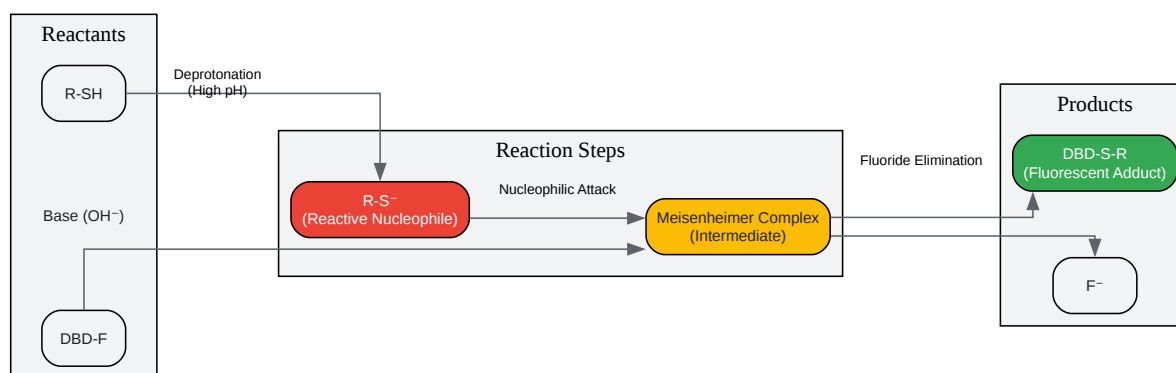 Reactants
R-SH
Deprotonation
(High pH)
Base (OH⁻)
DBD-F
Reaction Steps
R-S⁻
(Reactive Nucleophile)
Nucleophilic Attack
Meisenheimer Complex
(Intermediate)
Fluoride Elimination
Products
DBD-S-R
(Fluorescent Adduct)
F⁻